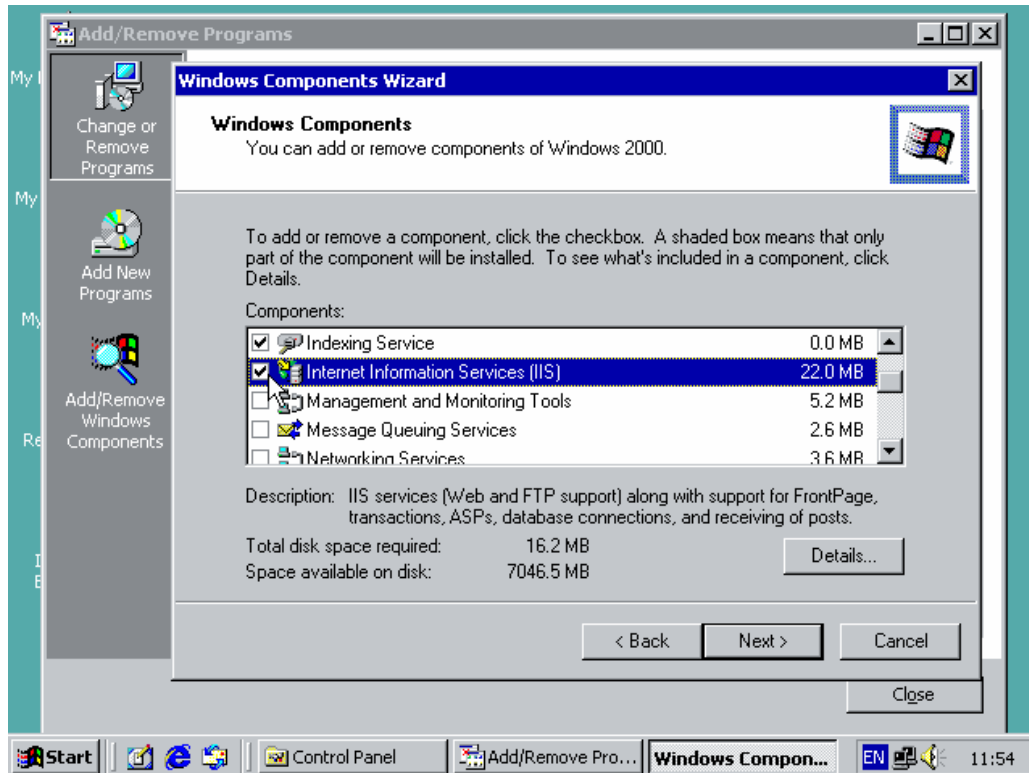 Add/Remove Programs
My
Change or
Remove
Programs
Windows Components Wizard
Windows Components
You can add or remove components of Windows 2000.
My
Add New
Programs
To add or remove a component, click the checkbox. A shaded box means that only
part of the component will be installed. To see what's included in a component, click
Details.
Components:
My
Indexing Service 0.0 MB
Internet Information Services (IIS) 22.0 MB
Add/Remove
Windows
Components
Management and Monitoring Tools 5.2 MB
Message Queuing Services 2.6 MB
Re
Networking Services 3.6 MB
Description: IIS services (Web and FTP support) along with support for FrontPage,
transactions, ASPs, database connections, and receiving of posts.
Total disk space required: 16.2 MB
Space available on disk: 7046.5 MB
Details...
< Back Next > Cancel
Close
Start Control Panel Add/Remove Pro... Windows Compon... EN 11:54